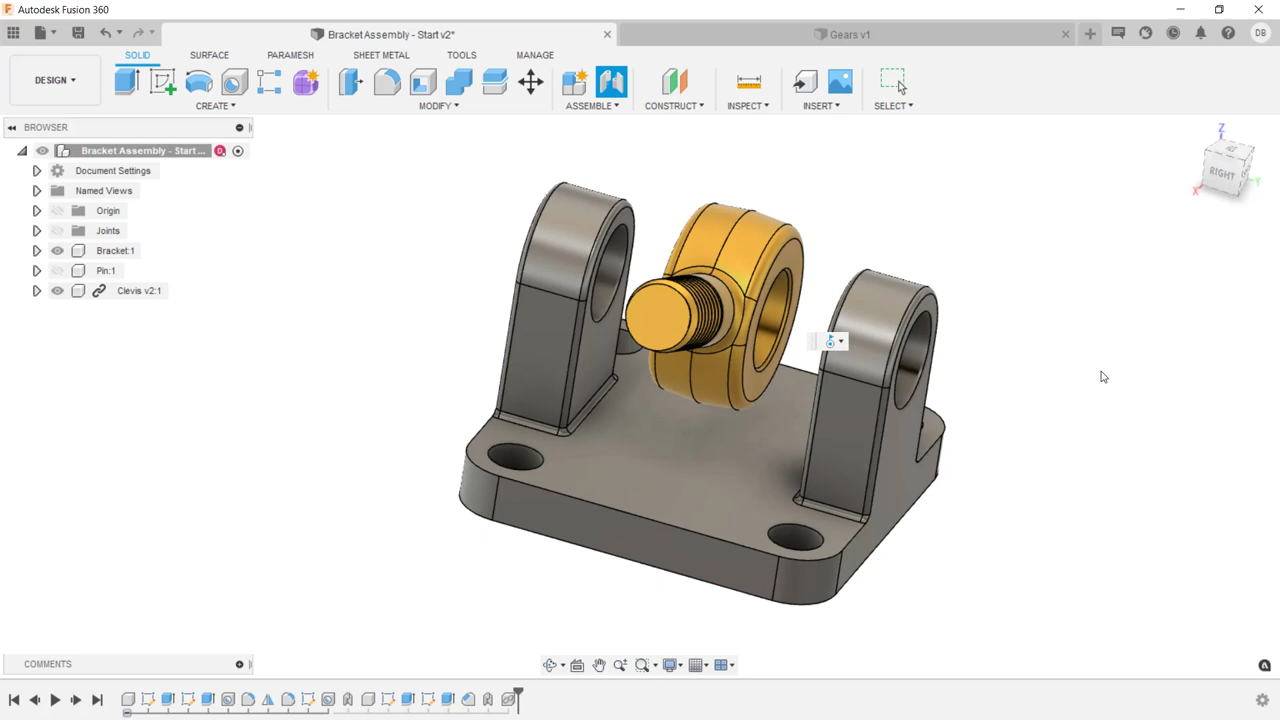 Autodesk Fusion 360
Bracket Assembly - Start v2*
Gears v1
DB
DESIGN
SOLID
SURFACE
PARAMESH
SHEET METAL
TOOLS
MANAGE
CREATE
MODIFY
ASSEMBLE
CONSTRUCT
INSPECT
INSERT
SELECT
BROWSER
Bracket Assembly - Start ...
Document Settings
Named Views
Origin
Joints
Bracket:1
Pin:1
Clevis v2:1
Z
RIGHT
X
Y
COMMENTS